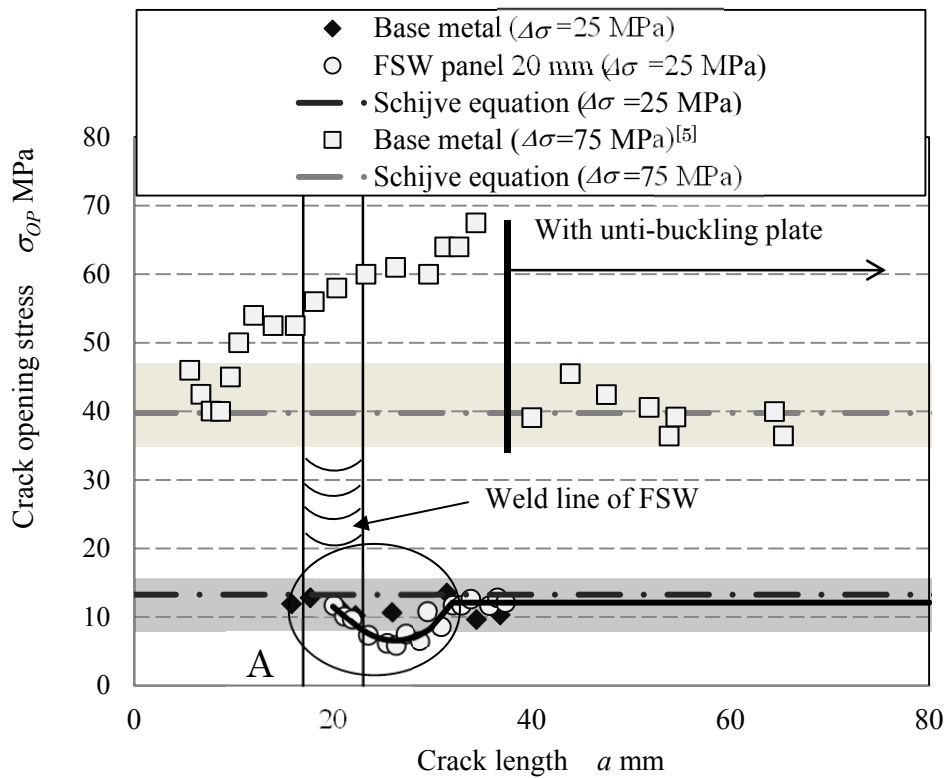 Base metal (Δσ=25 MPa)
FSW panel 20 mm (Δσ =25 MPa)
Schijve equation (Δσ =25 MPa)
Base metal (Δσ=75 MPa)[5]
Schijve equation (Δσ=75 MPa)
80
70
60
50
40
30
20
10
0
Crack opening stress σOP MPa
With unti-buckling plate
Weld line of FSW
A
0 20 40 60 80
Crack length a mm